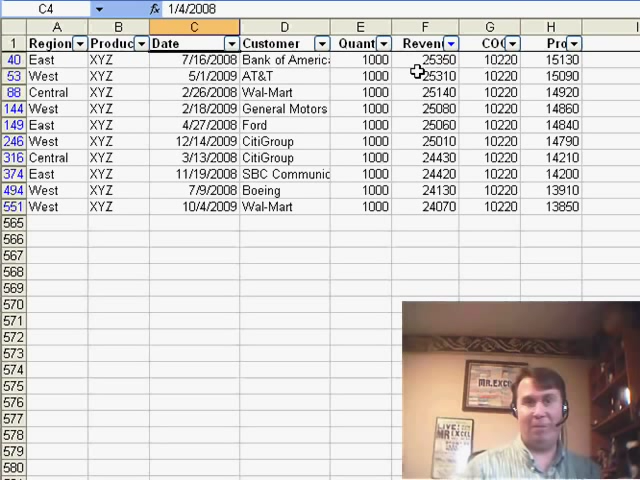 C4 fx 1/4/2008
A B C D E F G H I
1 Region Produc Date Customer Quant Reven COG Pro
40 East XYZ 7/16/2008 Bank of America 1000 25350 10220 15130
53 West XYZ 5/1/2009 AT&T 1000 25310 10220 15090
88 Central XYZ 2/26/2008 Wal-Mart 1000 25140 10220 14920
144 West XYZ 2/18/2009 General Motors 1000 25080 10220 14860
149 East XYZ 4/27/2008 Ford 1000 25060 10220 14840
246 West XYZ 12/14/2009 CitiGroup 1000 25010 10220 14790
316 Central XYZ 3/13/2008 CitiGroup 1000 24430 10220 14210
374 East XYZ 11/19/2008 SBC Communic 1000 24420 10220 14200
494 West XYZ 7/9/2008 Boeing 1000 24130 10220 13910
551 West XYZ 10/4/2009 Wal-Mart 1000 24070 10220 13850
565
566
567
568
569
570
571
572
573
574
575
576
577
578
579
580
MR.EXCEL
LIVE!
MR EXCEL